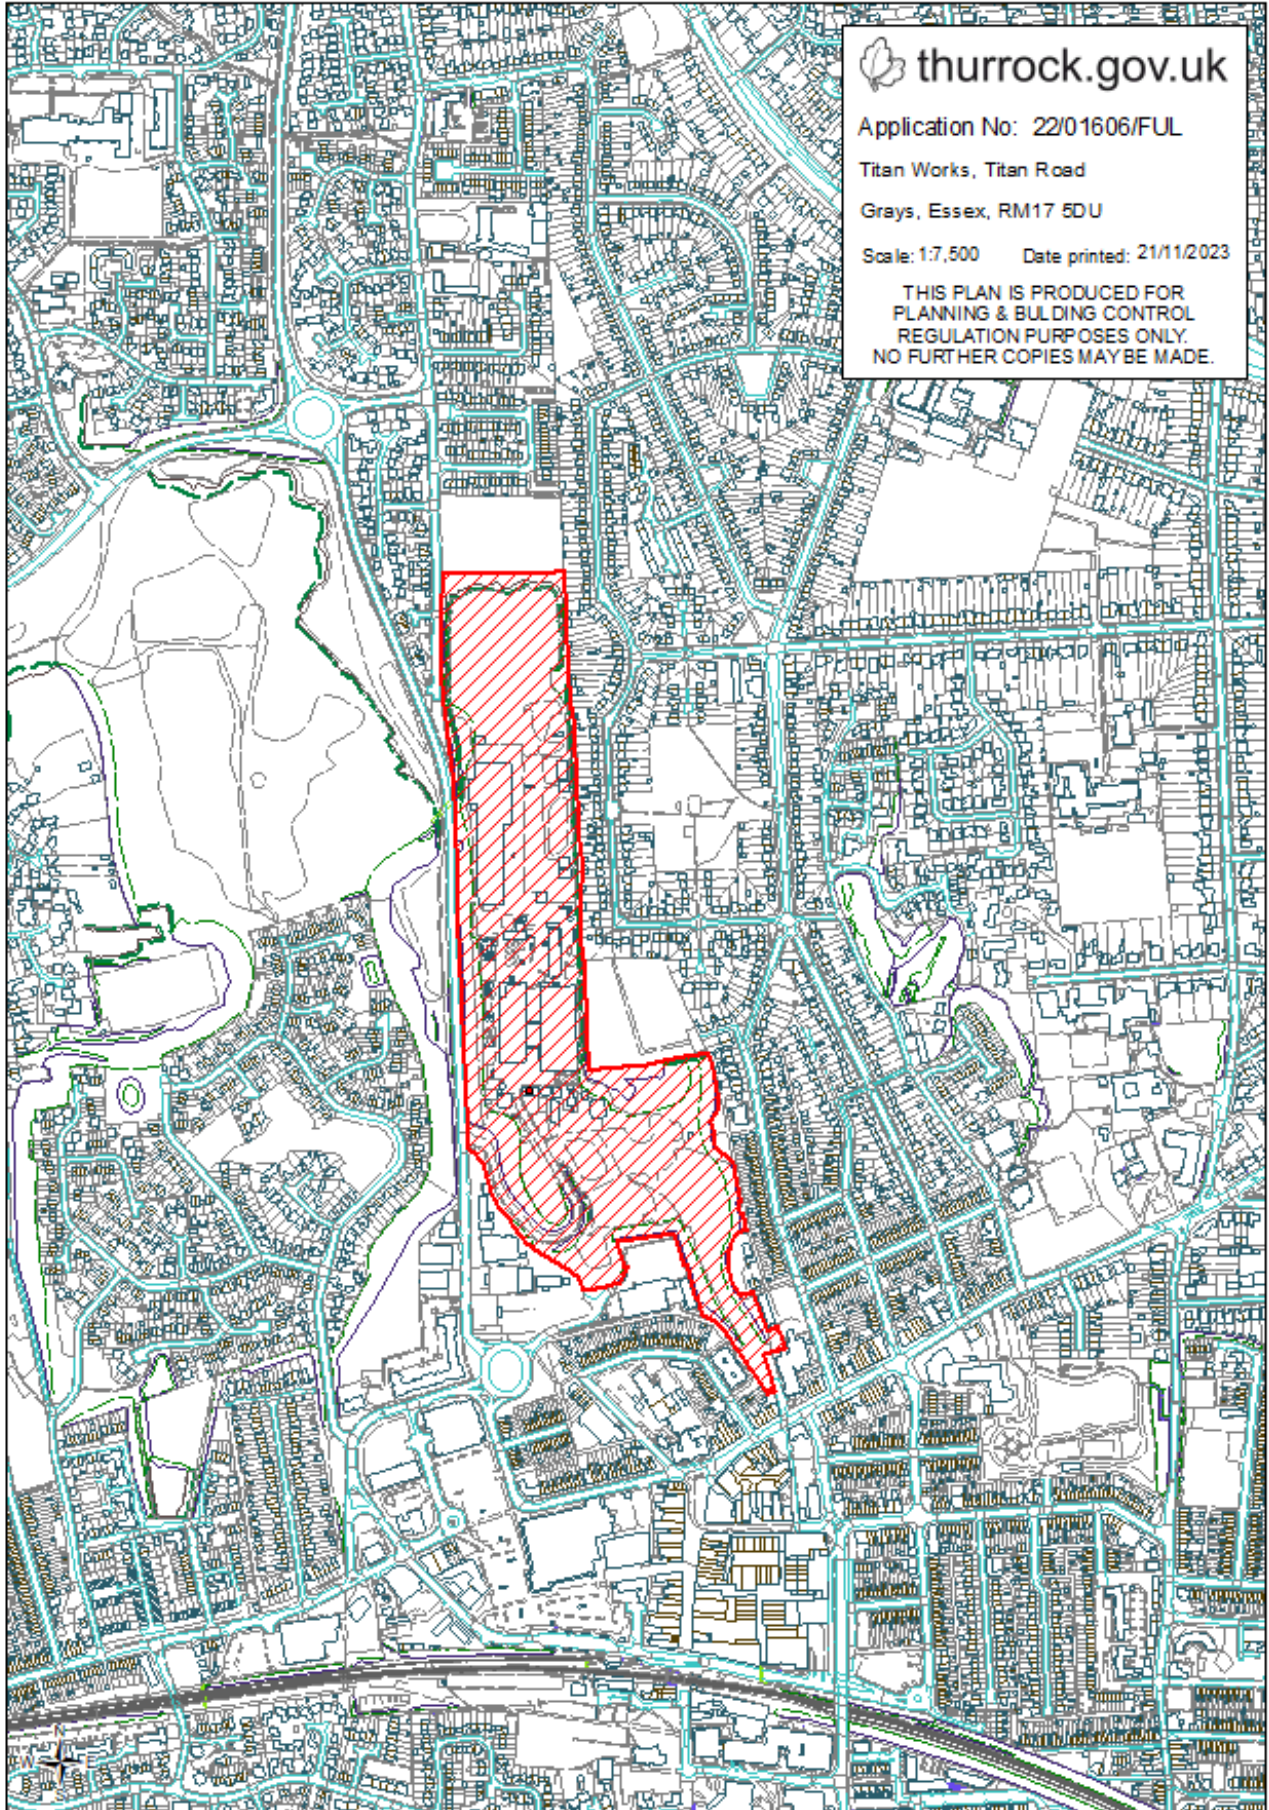 thurrock.gov.uk
Application No: 22/01606/FUL
Titan Works, Titan Road
Grays, Essex, RM17 5DU
Scale: 1:7,500 Date printed: 21/11/2023
THIS PLAN IS PRODUCED FOR
PLANNING & BULDING CONTROL
REGULATION PURPOSES ONLY.
NO FURTHER COPIES MAY BE MADE.